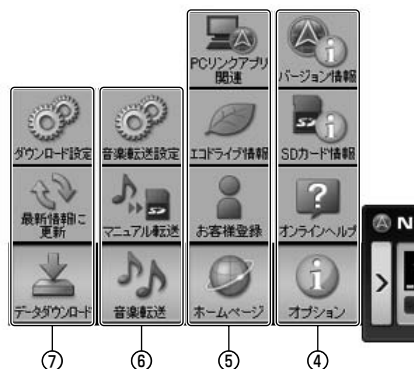 PCリンクアプリ
関連
バージョン情報
ダウンロード設定
音楽転送設定
エコドライブ情報
SDカード情報
最新情報に
更新
マニュアル転送
お客様登録
オンラインヘルプ
N
データダウンロード
音楽転送
ホームページ
オプション
⑦
⑥
⑤
④